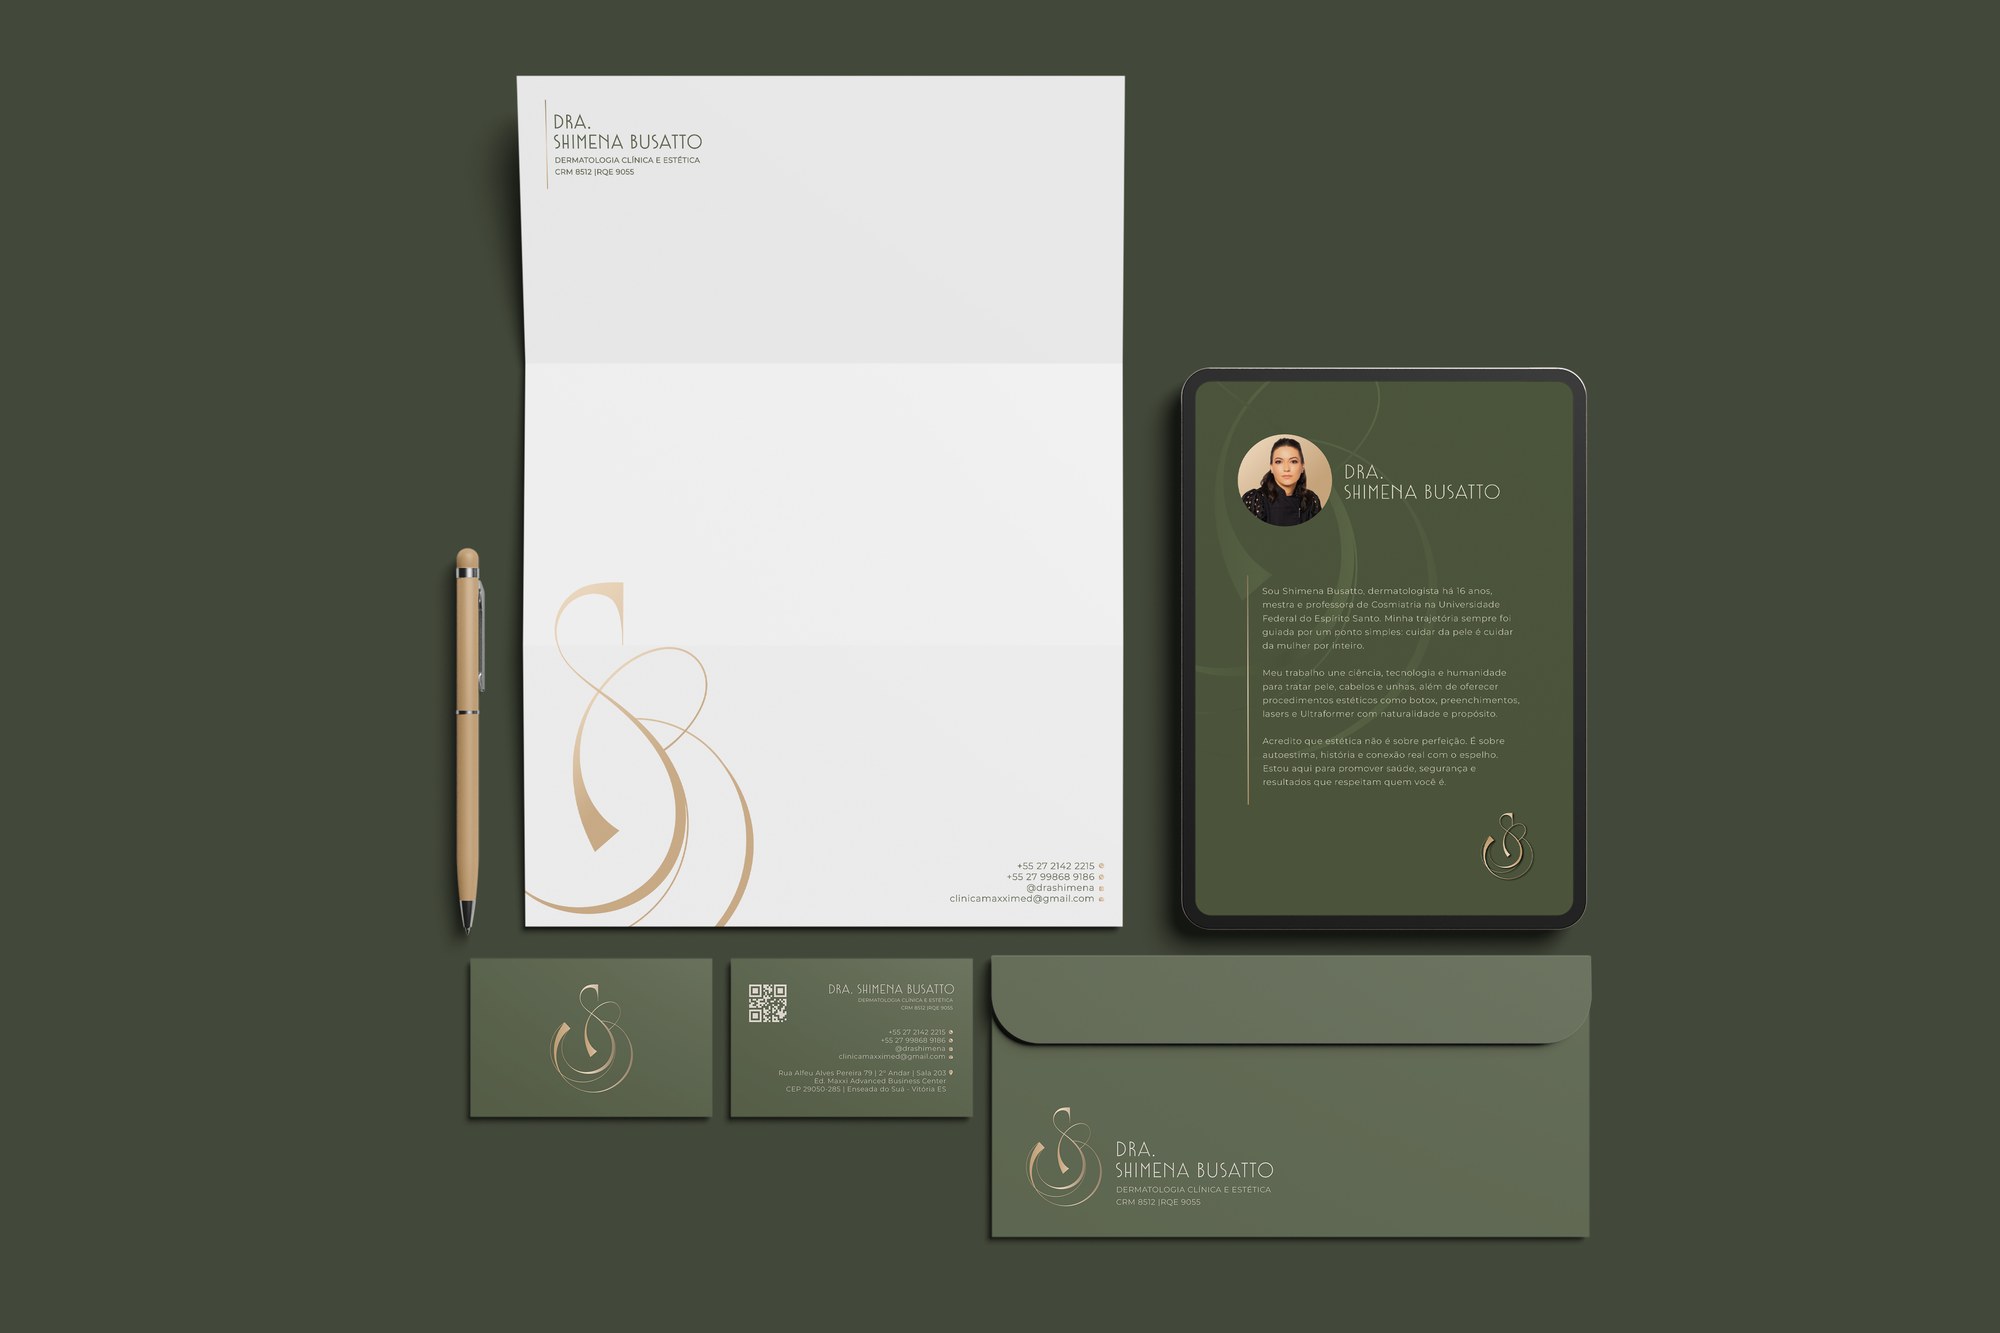 DRA.
SHIMENA BUSATTO
DERMATOLOGIA CLÍNICA E ESTÉTICA
CRM 8512 |RQE 9055
+55 27 2142 2215
+55 27 99868 9186
@drashimena
clinicamaxximed@gmail.com
DRA.
SHIMENA BUSATTO
Sou Shimena Busatto, dermatologista há 16 anos,
mestra e professora de Cosmiatria na Universidade
Federal do Espírito Santo. Minha trajetória sempre foi
guiada por um ponto simples: cuidar da pele é cuidar
da mulher por inteiro.
Meu trabalho une ciência, tecnologia e humanidade
para tratar pele, cabelos e unhas, além de oferecer
procedimentos estéticos como botox, preenchimentos,
lasers e Ultraformer com naturalidade e propósito.
Acredito que estética não é sobre perfeição. É sobre
autoestima, história e conexão real com o espelho.
Estou aqui para promover saúde, segurança e
resultados que respeitam quem você é.
DRA. SHIMENA BUSATTO
DERMATOLOGIA CLÍNICA E ESTÉTICA
CRM 8512 |RQE 9055
+55 27 2142 2215
+55 27 99868 9186
@drashimena
clinicamaxximed@gmail.com
Rua Alfeu Alves Pereira 79 | 2º Andar | Sala 203
Ed. Maxxi Advanced Business Center
CEP 29050-285 | Enseada do Suá - Vitória ES
DRA.
SHIMENA BUSATTO
DERMATOLOGIA CLÍNICA E ESTÉTICA
CRM 8512 |RQE 9055